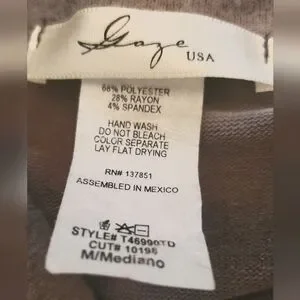 Gaze
USA
68% POLYESTER
28% RAYON
4% SPANDEX
HAND WASH
DO NOT BLEACH
COLOR SEPARATE
LAY FLAT DRYING
RN# 137851
ASSEMBLED IN MEXICO
STYLE# T46990TD
CUT# 10198
M/Mediano